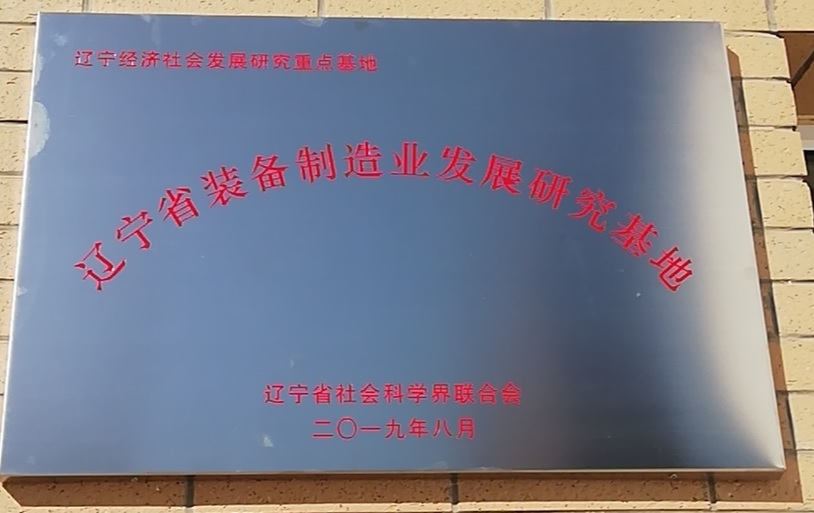 辽宁经济社会发展研究重点基地
辽宁省装备制造业发展研究基地
辽宁省社会科学界联合会
二〇一九年八月